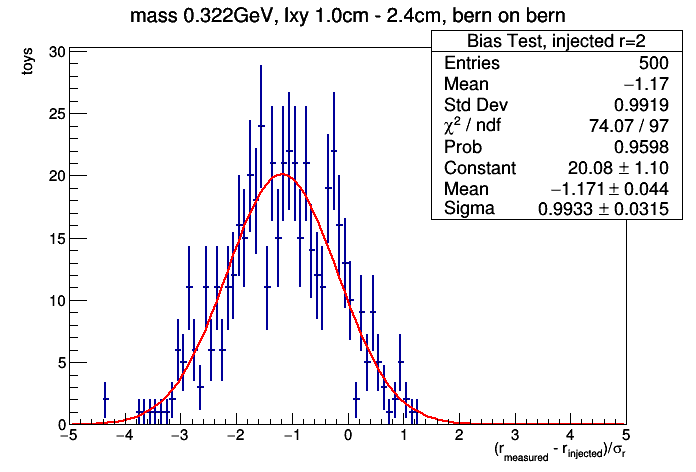 mass 0.322GeV, lxy 1.0cm - 2.4cm, bern on bern
Bias Test, injected r=2
Entries 500
Mean −1.17
Std Dev 0.9919
χ² / ndf 74.07 / 97
Prob 0.9598
Constant 20.08 ± 1.10
Mean −1.171 ± 0.044
Sigma 0.9933 ± 0.0315
toys
30
25
20
15
10
5
0
−5 −4 −3 −2 −1 0 1 2 3 4 5
(r_measured - r_injected)/σ_r